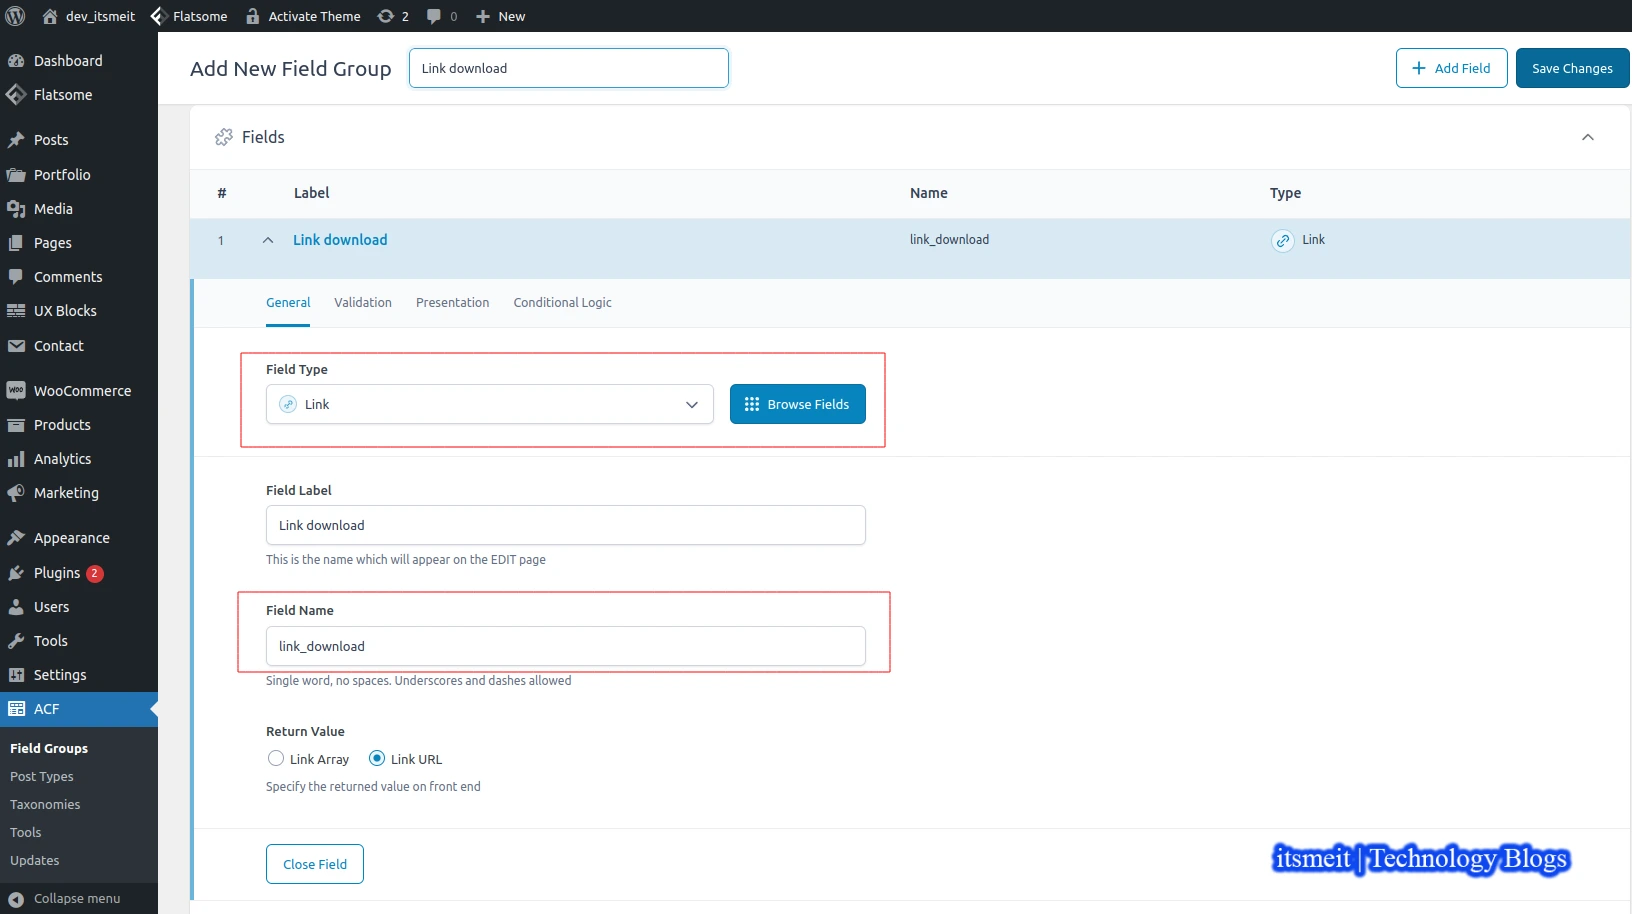 dev_itsmeit Flatsome Activate Theme 2 0 New
Dashboard
Flatsome
Posts
Portfolio
Media
Pages
Comments
UX Blocks
Contact
WooCommerce
Products
Analytics
Marketing
Appearance
Plugins 2
Users
Tools
Settings
ACF
Field Groups
Post Types
Taxonomies
Tools
Updates
Collapse menu
Add New Field Group
Link download
Add Field
Save Changes
Fields
# Label Name Type
1 Link download link_download Link
General Validation Presentation Conditional Logic
Field Type
Link
Browse Fields
Field Label
Link download
This is the name which will appear on the EDIT page
Field Name
link_download
Single word, no spaces. Underscores and dashes allowed
Return Value
Link Array Link URL
Specify the returned value on front end
Close Field
itsmeit | Technology Blogs